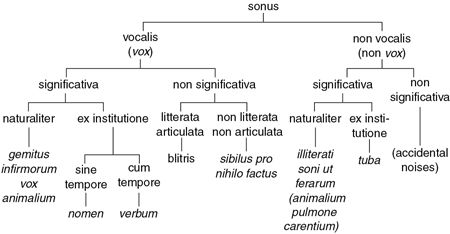 sonus
vocalis
(vox)
non vocalis
(non vox)
significativa
non significativa
significativa
non
significativa
naturaliter
ex institutione
litterata
articulata
non litterata
non articulata
naturaliter
ex insti-
tutione
gemitus
infirmorum
vox
animalium
sine
tempore
cum
tempore
blitris
sibilus pro
nihilo factus
illiterati
soni ut
ferarum
(animalium
pulmone
carentium)
tuba
(accidental
noises)
nomen
verbum